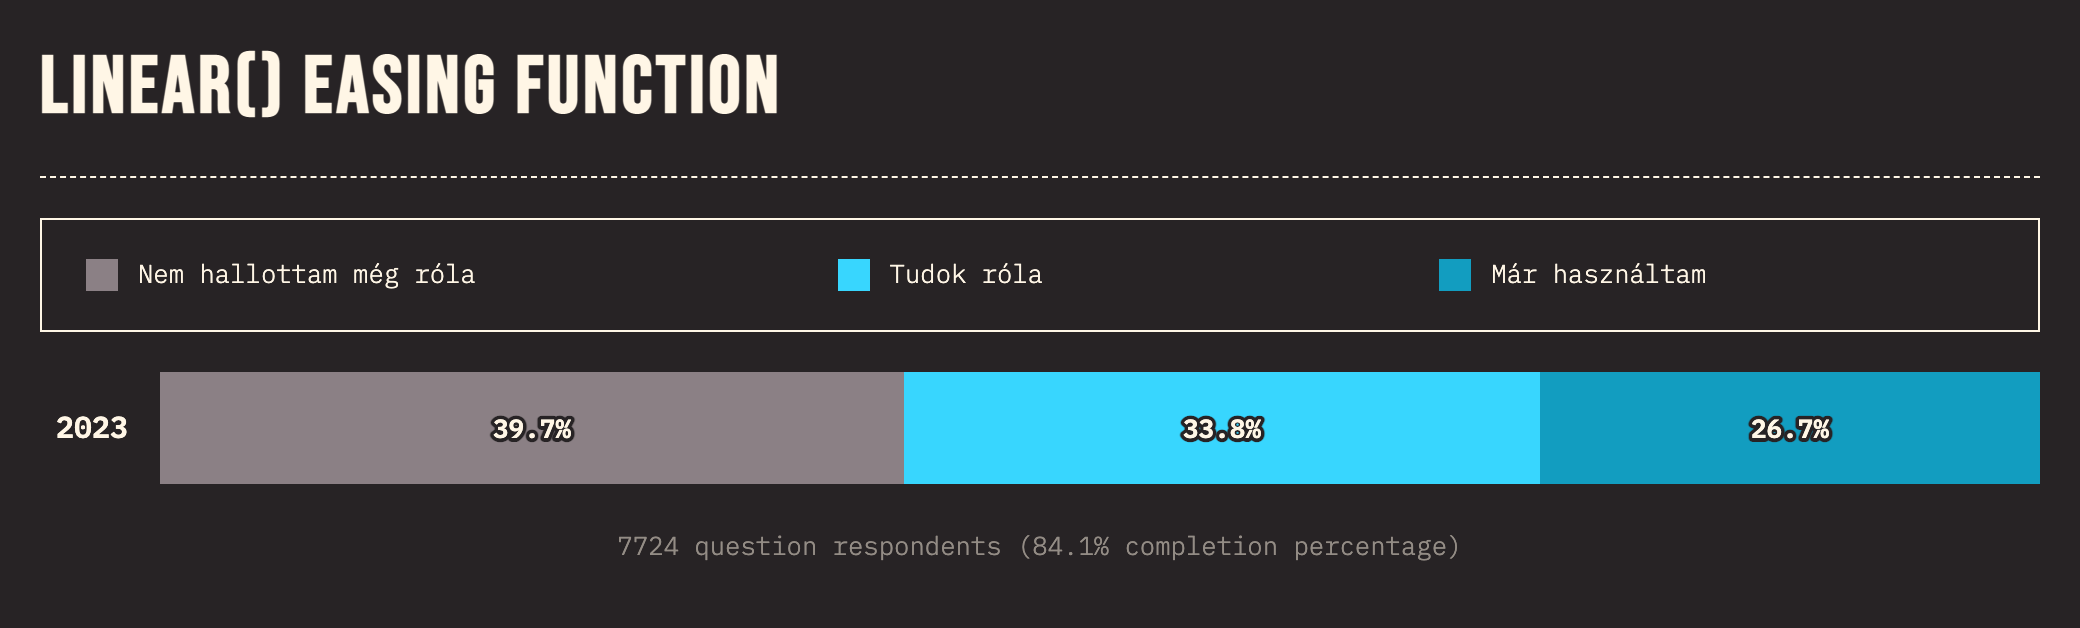 LINEAR() EASING FUNCTION
Nem hallottam még róla
Tudok róla
Már használtam
2023
39.7%
33.8%
26.7%
7724 question respondents (84.1% completion percentage)